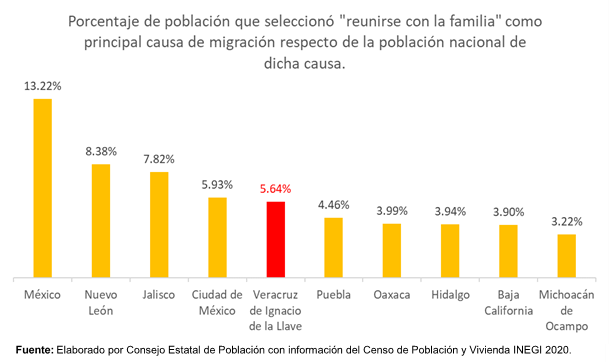 Porcentaje de población que seleccionó "reunirse con la familia" como
principal causa de migración respecto de la población nacional de
dicha causa.
13.22%
8.38%
7.82%
5.93%
5.64%
4.46%
3.99%
3.94%
3.90%
3.22%
México
Nuevo
León
Jalisco
Ciudad de
México
Veracruz
de Ignacio
de la Llave
Puebla
Oaxaca
Hidalgo
Baja
California
Michoacán
de
Ocampo
Fuente: Elaborado por Consejo Estatal de Población con información del Censo de Población y Vivienda INEGI 2020.